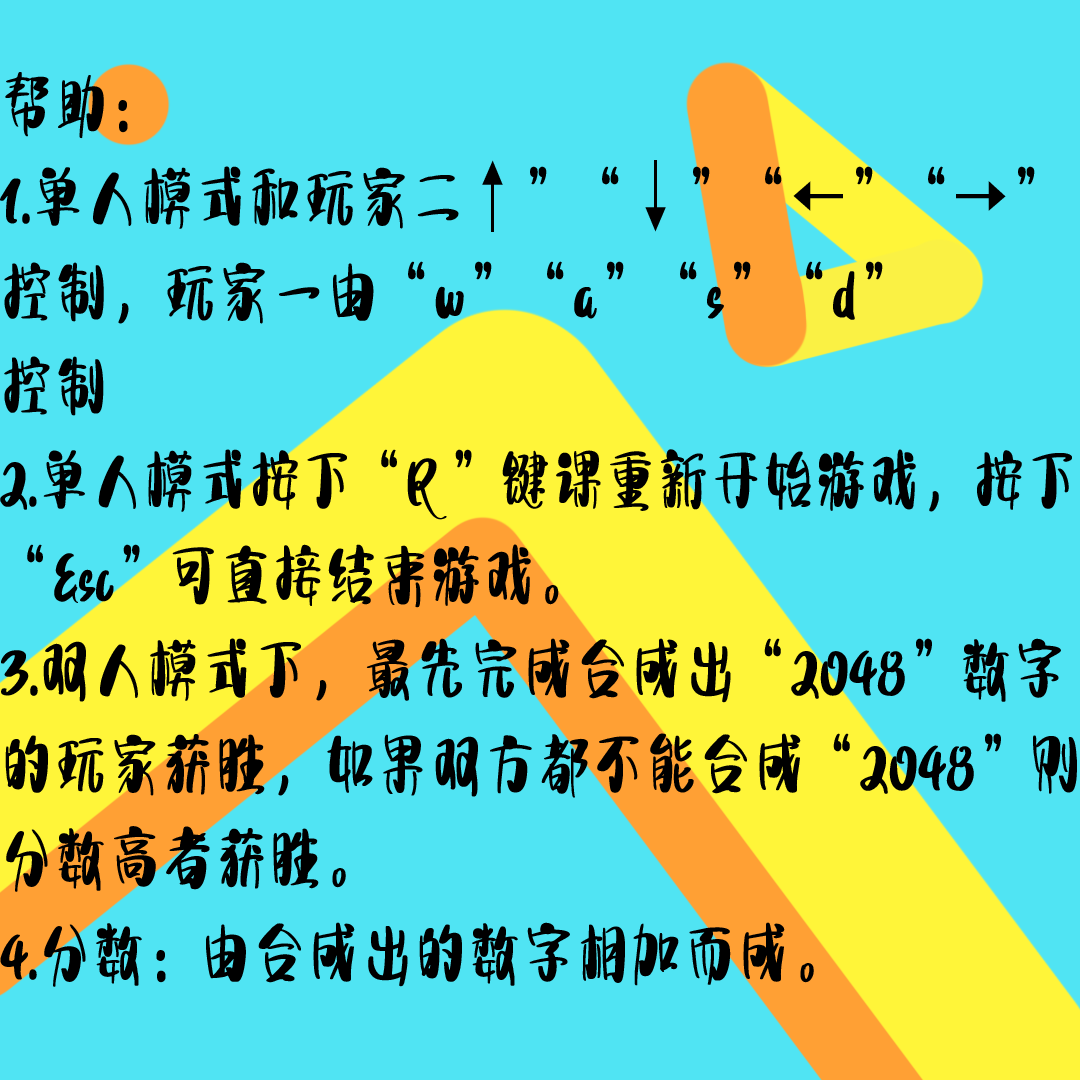 帮助：
1.单人模式和玩家二↑”“↓”“←”“→”
控制，玩家一由“w”“a”“s”“d”
控制
2.单人模式按下“R”键课重新开始游戏，按下
“Esc”可直接结束游戏。
3.双人模式下，最先完成合成出“2048”数字
的玩家获胜，如果双方都不能合成“2048”则
分数高者获胜。
4.分数：由合成出的数字相加而成。